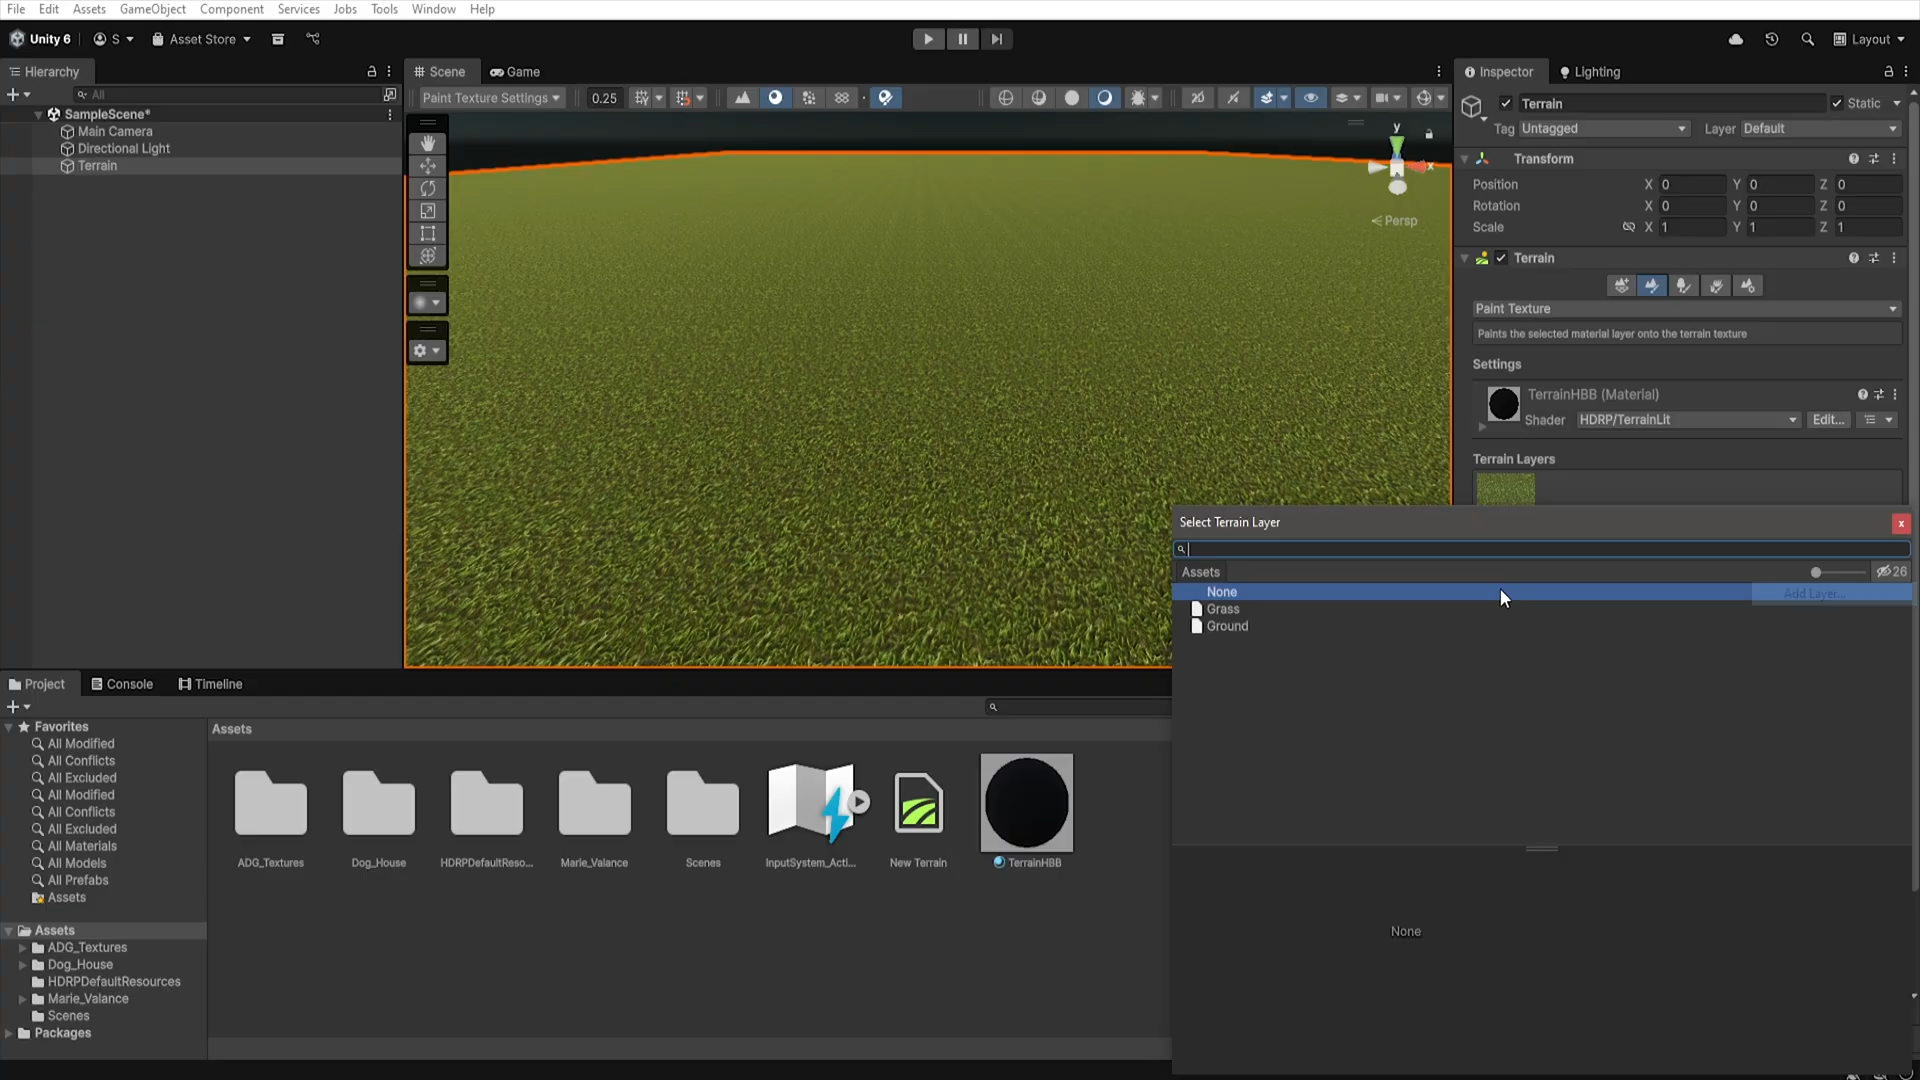 File Edit Assets GameObject Component Services Jobs Tools Window Help
Unity 6 S Asset Store Layout
Hierarchy
All
SampleScene*
Main Camera
Directional Light
Terrain
Scene Game
Paint Texture Settings 0.25 2D
y
x
< Persp
Inspector Lighting
Terrain Static
Tag Untagged Layer Default
Transform
Position X 0 Y 0 Z 0
Rotation X 0 Y 0 Z 0
Scale X 1 Y 1 Z 1
Terrain
Paint Texture
Paints the selected material layer onto the terrain texture
Settings
TerrainHBB (Material)
Shader HDRP/TerrainLit Edit...
Terrain Layers
Select Terrain Layer x
Assets 26
None Add Layer...
Grass
Ground
None
Project Console Timeline
Favorites
All Modified
All Conflicts
All Excluded
All Modified
All Conflicts
All Excluded
All Materials
All Models
All Prefabs
Assets
Assets
ADG_Textures
Dog_House
HDRPDefaultResources
Marie_Valance
Scenes
Packages
Assets
ADG_Textures Dog_House HDRPDefaultReso... Marie_Valance Scenes InputSystem_Acti... New Terrain TerrainHBB